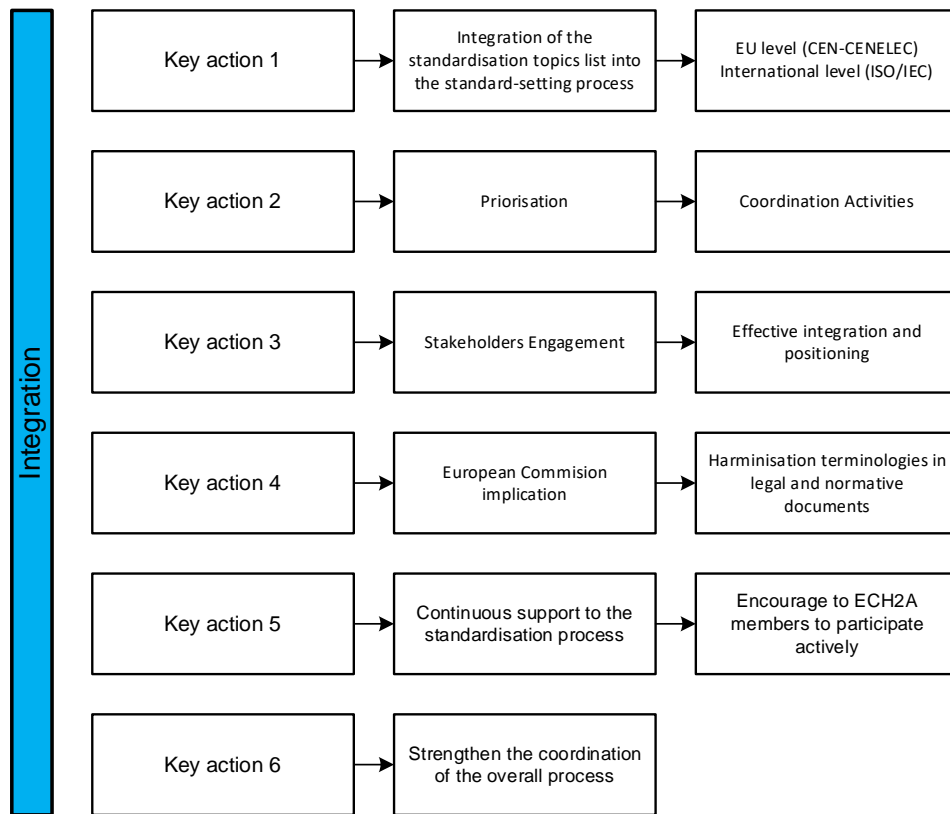 Integration
Key action 1
Integration of the
standardisation topics list into
the standard-setting process
EU level (CEN-CENELEC)
International level (ISO/IEC)
Key action 2
Priorisation
Coordination Activities
Key action 3
Stakeholders Engagement
Effective integration and
positioning
Key action 4
European Commision
implication
Harminisation terminologies in
legal and normative
documents
Key action 5
Continuous support to the
standardisation process
Encourage to ECH2A
members to participate
actively
Key action 6
Strengthen the coordination
of the overall process